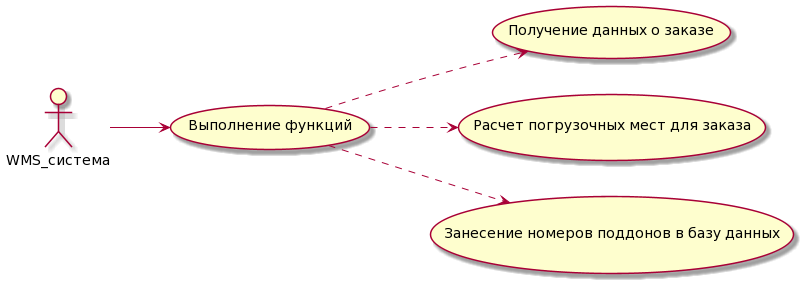 Получение данных о заказе
Выполнение функций
Расчет погрузочных мест для заказа
WMS_система
Занесение номеров поддонов в базу данных